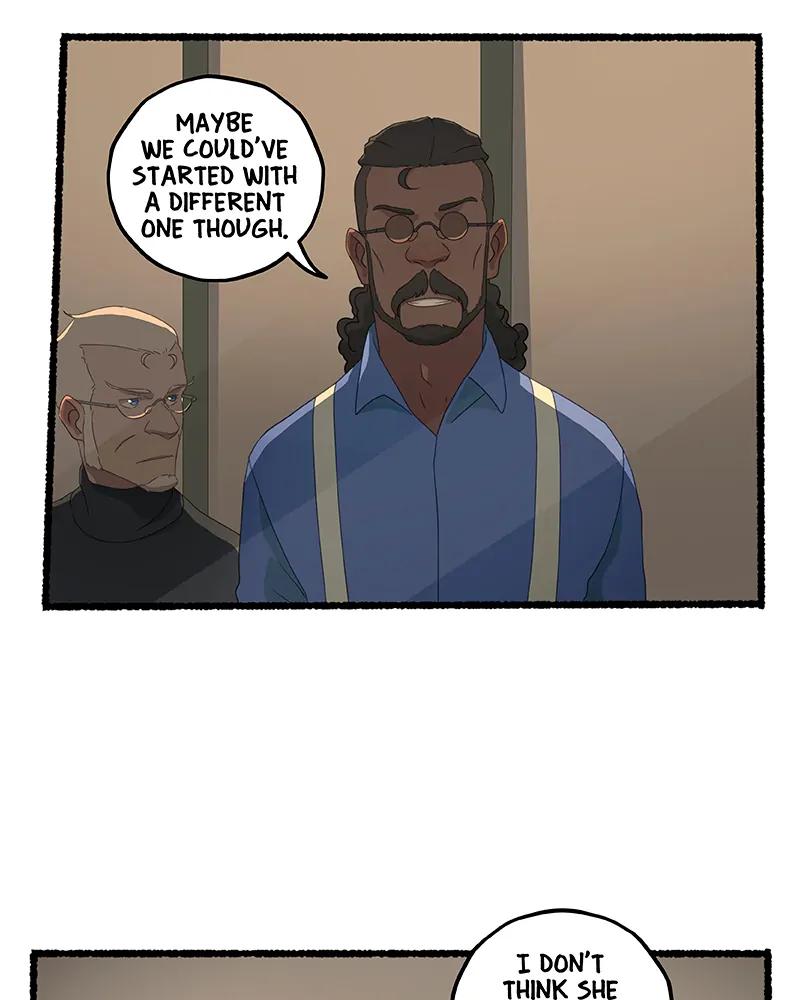 MAYBE
WE COULD'VE
STARTED WITH
A DIFFERENT
ONE THOUGH.
I DON'T
THINK SHE